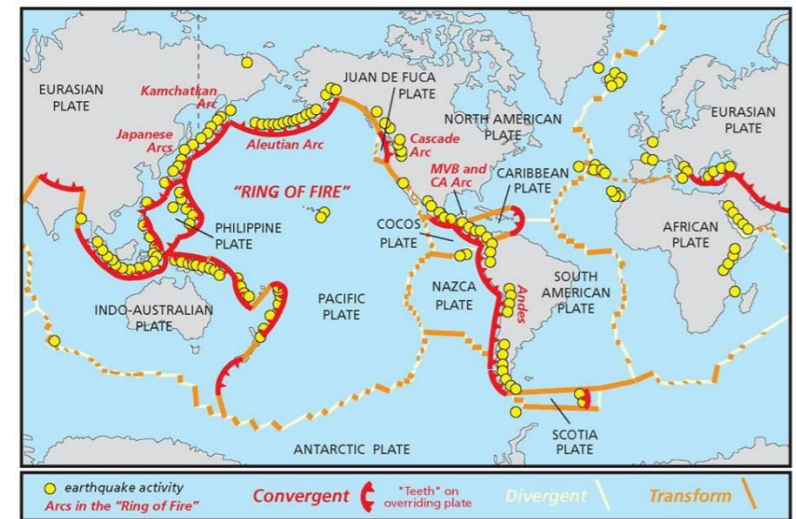 EURASIAN
PLATE
Kamchatkan
Arc
Japanese
Arcs
Aleutian Arc
JUAN DE FUCA
PLATE
NORTH AMERICAN
PLATE
Cascade
Arc
MVB and
CA Arc
CARIBBEAN
PLATE
EURASIAN
PLATE
"RING OF FIRE"
PHILIPPINE
PLATE
COCOS
PLATE
AFRICAN
PLATE
INDO-AUSTRALIAN
PLATE
PACIFIC
PLATE
NAZCA
PLATE
Andes
SOUTH
AMERICAN
PLATE
ANTARCTIC PLATE
SCOTIA
PLATE
earthquake activity
Arcs in the "Ring of Fire"
Convergent
"Teeth" on
overriding plate
Divergent
Transform